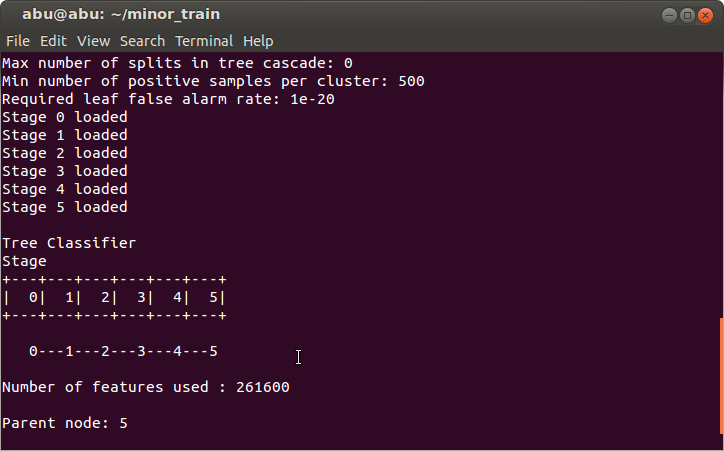 abu@abu: ~/minor_train
File Edit View Search Terminal Help
Max number of splits in tree cascade: 0
Min number of positive samples per cluster: 500
Required leaf false alarm rate: 1e-20
Stage 0 loaded
Stage 1 loaded
Stage 2 loaded
Stage 3 loaded
Stage 4 loaded
Stage 5 loaded
Tree Classifier
Stage
+---+---+---+---+---+---+
|  0|  1|  2|  3|  4|  5|
+---+---+---+---+---+---+
   0---1---2---3---4---5
Number of features used : 261600
Parent node: 5